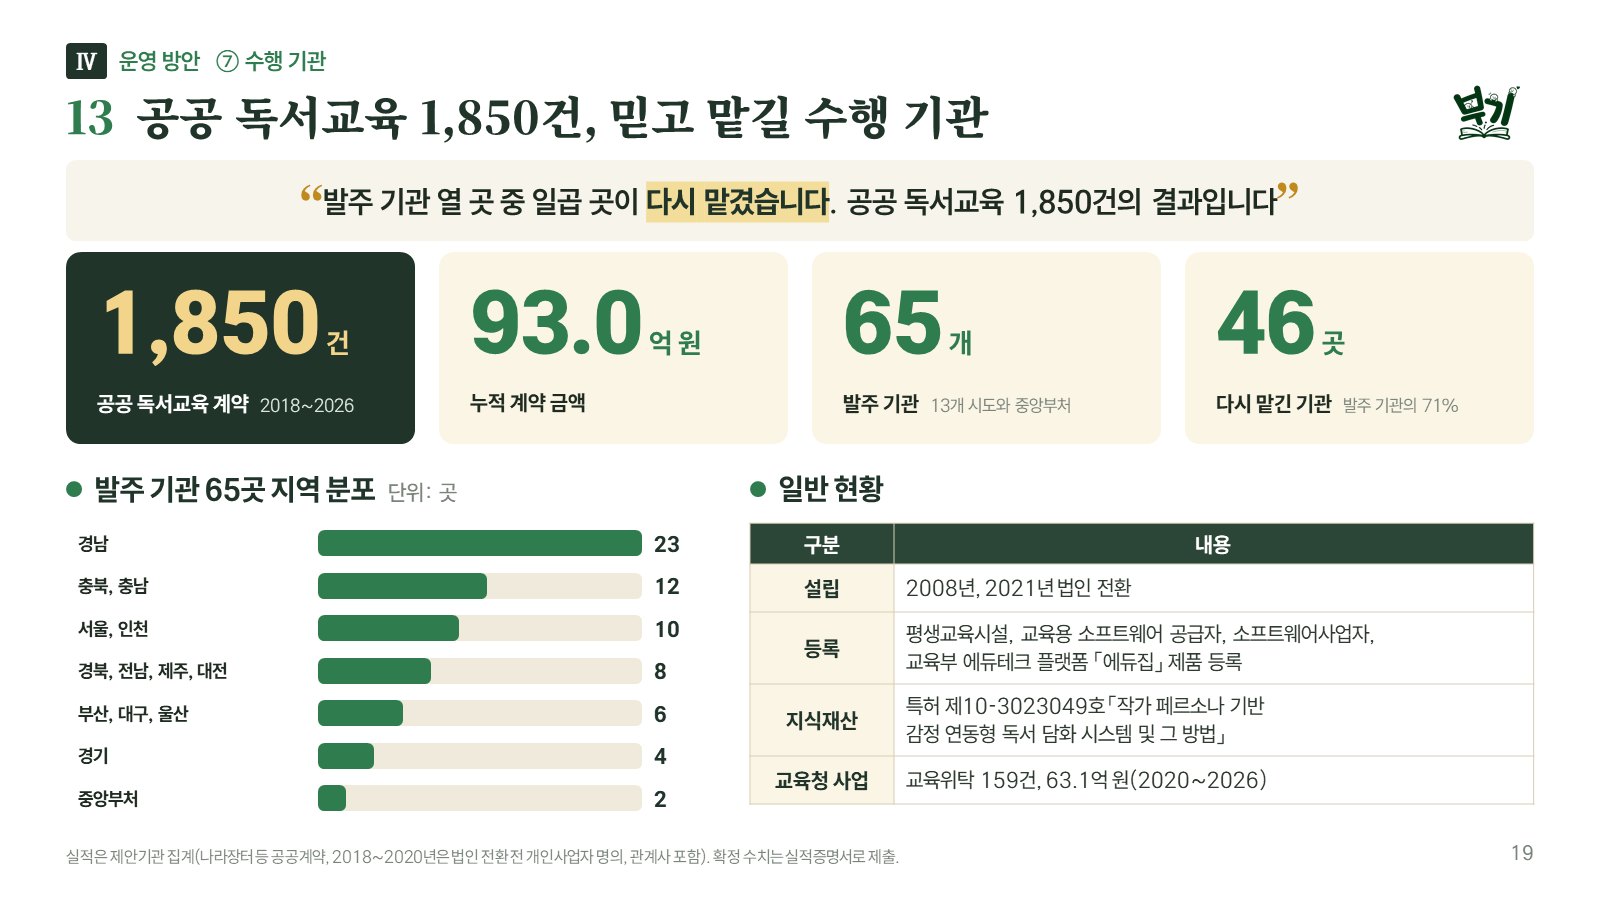 IV 운영 방안 ⑦ 수행 기관
13 공공 독서교육 1,850건, 믿고 맡길 수행 기관
부기
“발주 기관 열 곳 중 일곱 곳이 다시 맡겼습니다. 공공 독서교육 1,850건의 결과입니다”
1,850건
공공 독서교육 계약 2018~2026
93.0억 원
누적 계약 금액
65개
발주 기관 13개 시도와 중앙부처
46곳
다시 맡긴 기관 발주 기관의 71%
발주 기관 65곳 지역 분포 단위: 곳
경남 23
충북, 충남 12
서울, 인천 10
경북, 전남, 제주, 대전 8
부산, 대구, 울산 6
경기 4
중앙부처 2
일반 현황
구분 내용
설립 2008년, 2021년 법인 전환
등록 평생교육시설, 교육용 소프트웨어 공급자, 소프트웨어사업자,
교육부 에듀테크 플랫폼 「에듀집」 제품 등록
지식재산 특허 제10-3023049호 「작가 페르소나 기반
감정 연동형 독서 담화 시스템 및 그 방법」
교육청 사업 교육위탁 159건, 63.1억 원(2020~2026)
실적은 제안기관 집계(나라장터 등 공공계약, 2018~2020년은 법인 전환 전 개인사업자 명의, 관계사 포함). 확정 수치는 실적증명서로 제출.
19